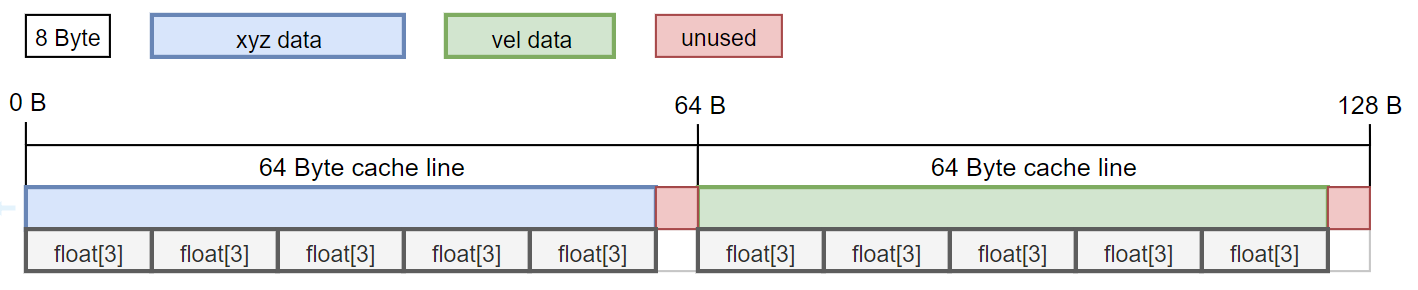 8 Byte xyz data vel data unused
0 B 64 B 128 B
64 Byte cache line 64 Byte cache line
float[3] float[3] float[3] float[3] float[3] float[3] float[3] float[3] float[3] float[3]